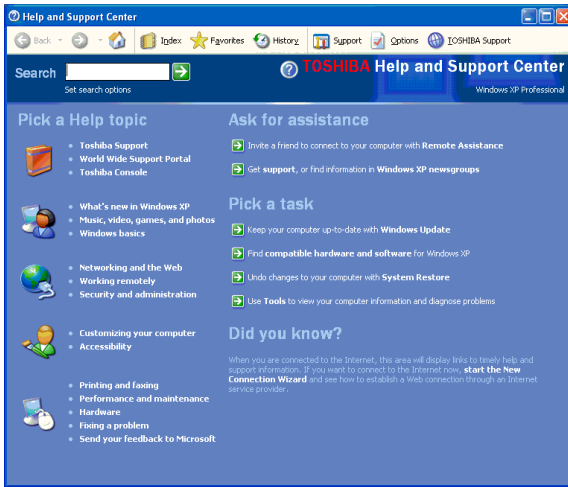 Help and Support Center
Back
Index
Favorites
History
Support
Options
TOSHIBA Support
Search
Set search options
TOSHIBA Help and Support Center
Windows XP Professional
Pick a Help topic
Toshiba Support
World Wide Support Portal
Toshiba Console
What's new in Windows XP
Music, video, games, and photos
Windows basics
Networking and the Web
Working remotely
Security and administration
Customizing your computer
Accessibility
Printing and faxing
Performance and maintenance
Hardware
Fixing a problem
Send your feedback to Microsoft
Ask for assistance
Invite a friend to connect to your computer with Remote Assistance
Get support, or find information in Windows XP newsgroups
Pick a task
Keep your computer up-to-date with Windows Update
Find compatible hardware and software for Windows XP
Undo changes to your computer with System Restore
Use Tools to view your computer information and diagnose problems
Did you know?
When you are connected to the Internet, this area will display links to timely help and
support information. If you want to connect to the Internet now, start the New
Connection Wizard and see how to establish a Web connection through an Internet
service provider.